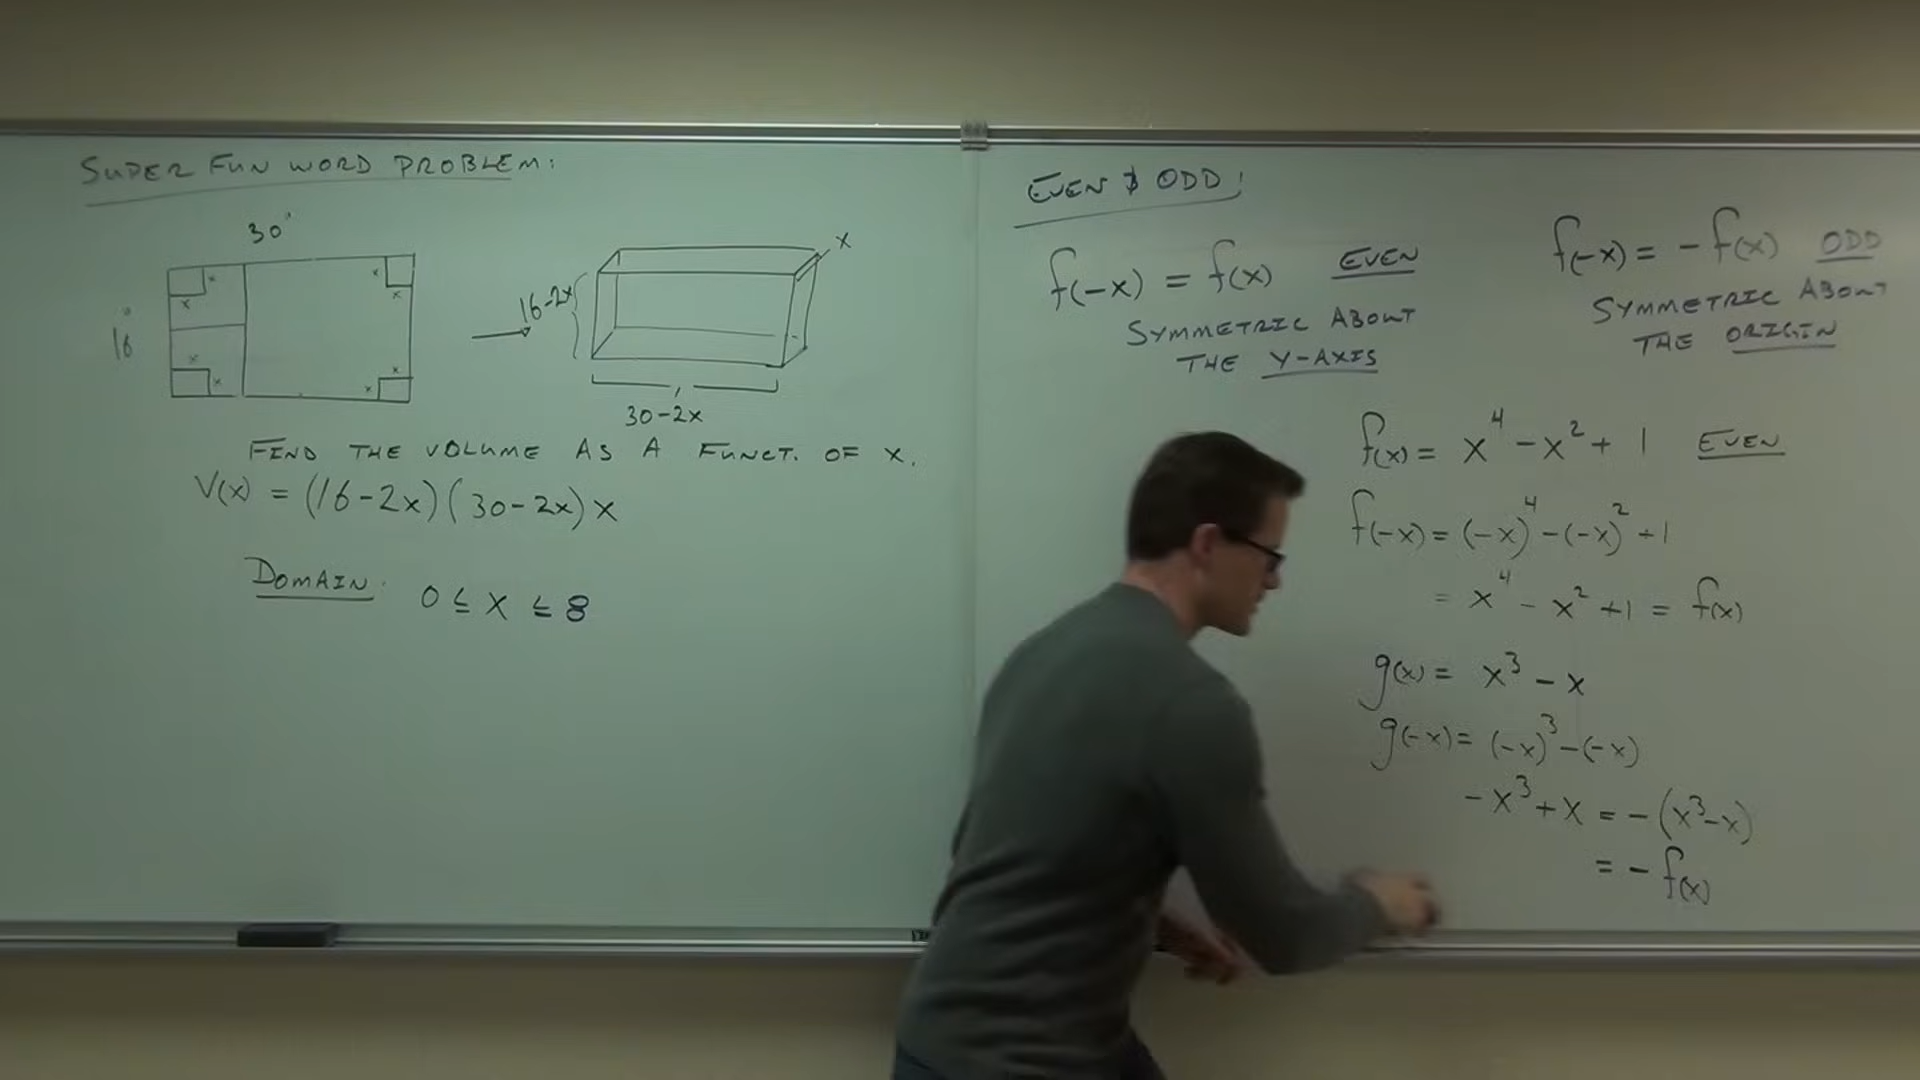 SUPER FUN WORD PROBLEM:
30"
16"
x
x
x
x
x
x
x
x
16-2x
x
30-2x
FIND THE VOLUME AS A FUNCT. OF X.
V(x) = (16-2x)(30-2x)x
DOMAIN: 0 ≤ x ≤ 8
EVEN & ODD:
f(-x) = f(x) EVEN
SYMMETRIC ABOUT
THE Y-AXIS
f(-x) = -f(x) ODD
SYMMETRIC ABOUT
THE ORIGIN
f(x) = x⁴ - x² + 1 EVEN
f(-x) = (-x)⁴ - (-x)² + 1
= x⁴ - x² + 1 = f(x)
g(x) = x³ - x
g(-x) = (-x)³ - (-x)
-x³ + x = -(x³-x)
= -f(x)